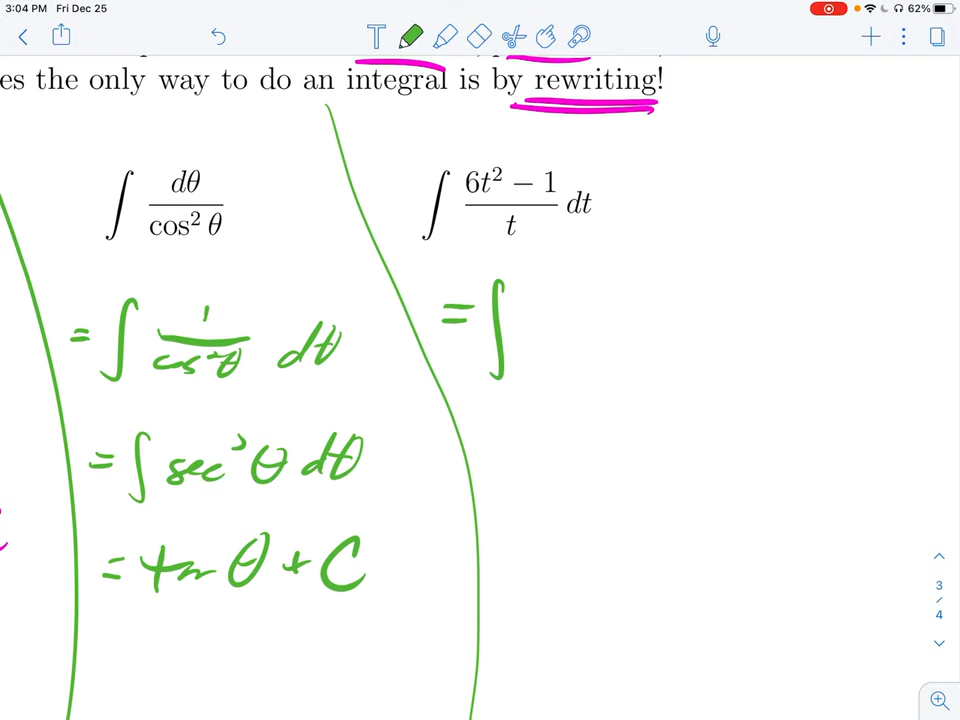 3:04 PM Fri Dec 25
62%
es the only way to do an integral is by rewriting!
∫ dθ / cos² θ
= ∫ 1 / cos²θ dθ
= ∫ sec² θ dθ
= tan θ + C
∫ 6t² − 1 / t dt
= ∫
3
/
4